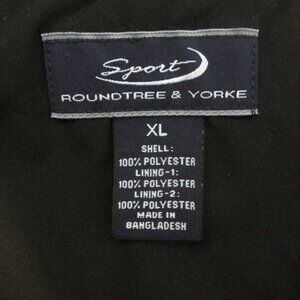 Sport
ROUNDTREE & YORKE
XL
SHELL:
100% POLYESTER
LINING-1:
100% POLYESTER
LINING-2:
100% POLYESTER
MADE IN
BANGLADESH